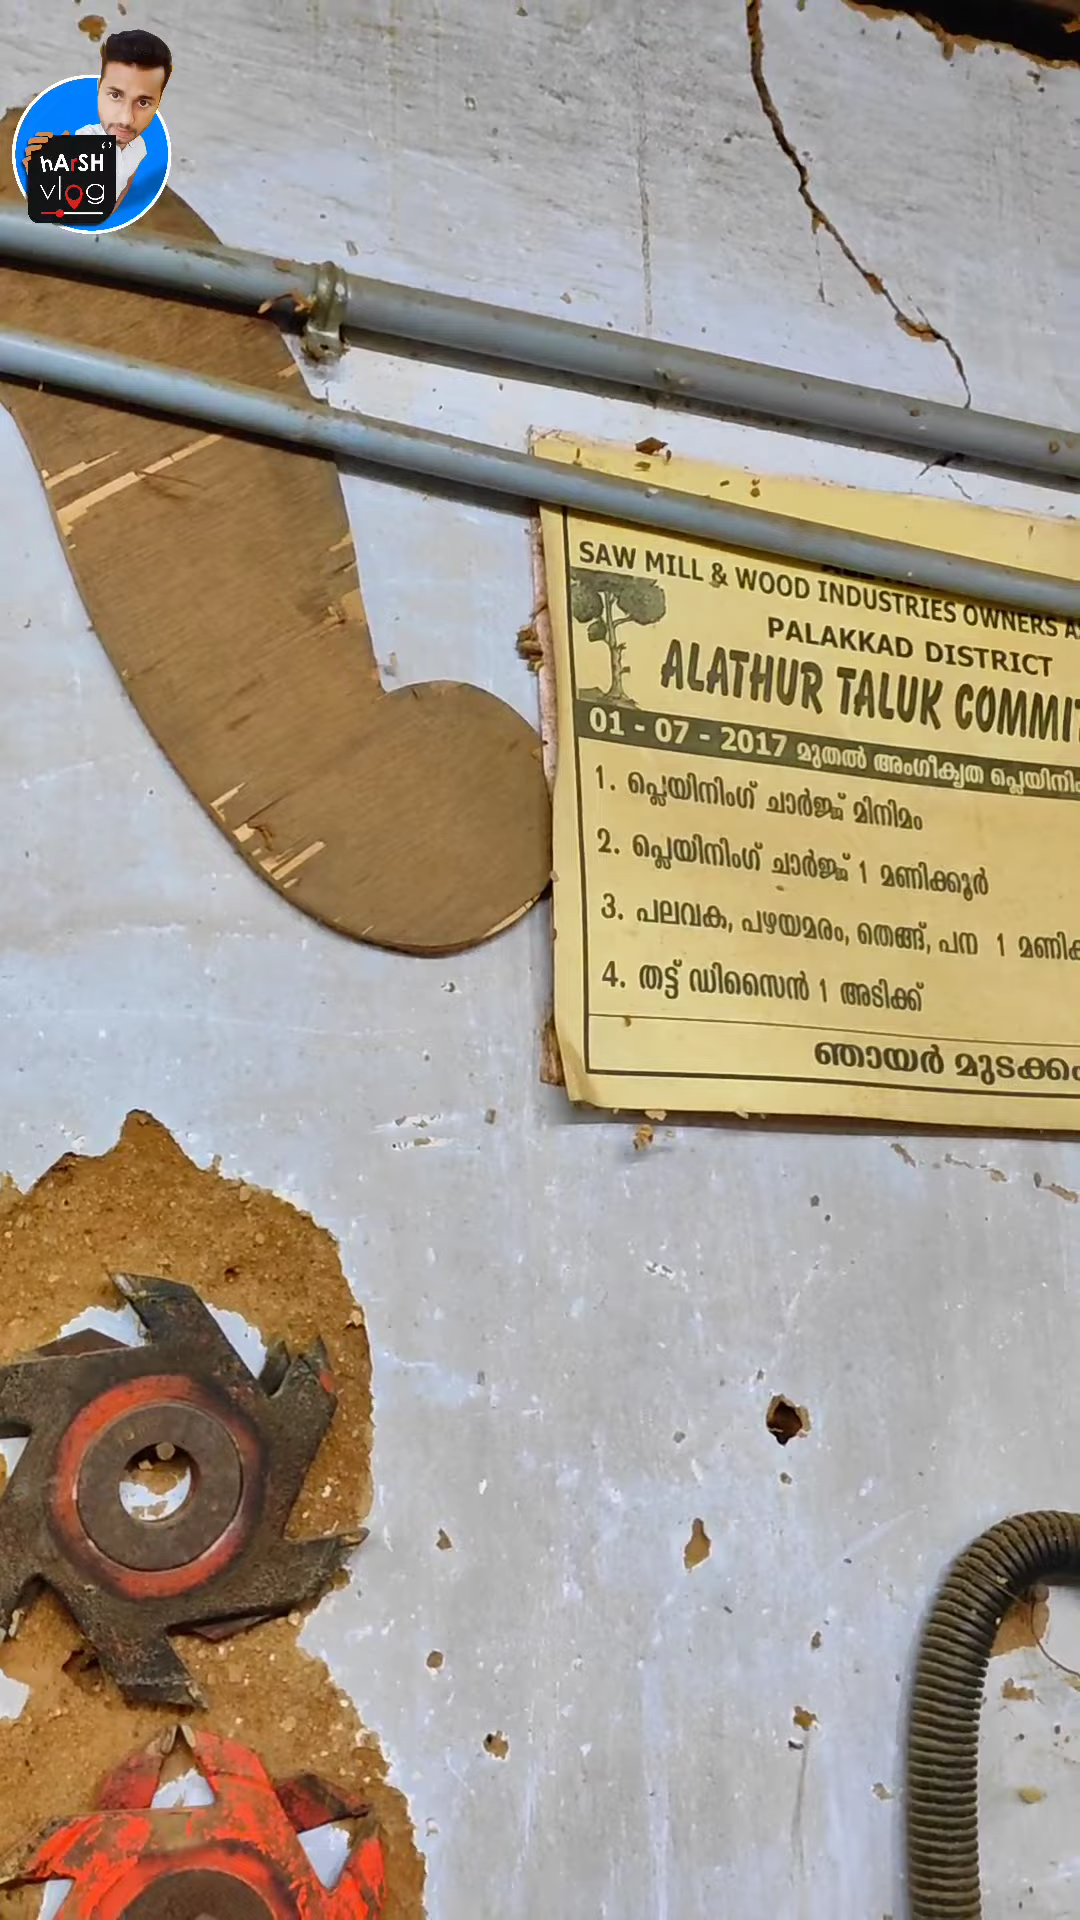 hArSH
vlog
SAW MILL & WOOD INDUSTRIES OWNERS
PALAKKAD DISTRICT
ALATHUR TALUK
01 - 07 - 2017 മുതൽ അംഗീകൃത
1. പ്ലെയിനിംഗ് ചാർജ്ജ് മിനിമം
2. പ്ലെയിനിംഗ് ചാർജ്ജ് 1 മണിക്കൂർ
3. പലവക, പഴയമരം, തെങ്ങ്, പന 1
4. തട്ട് ഡിസൈൻ 1 അടിക്ക്
ഞായർ മുടക്കം